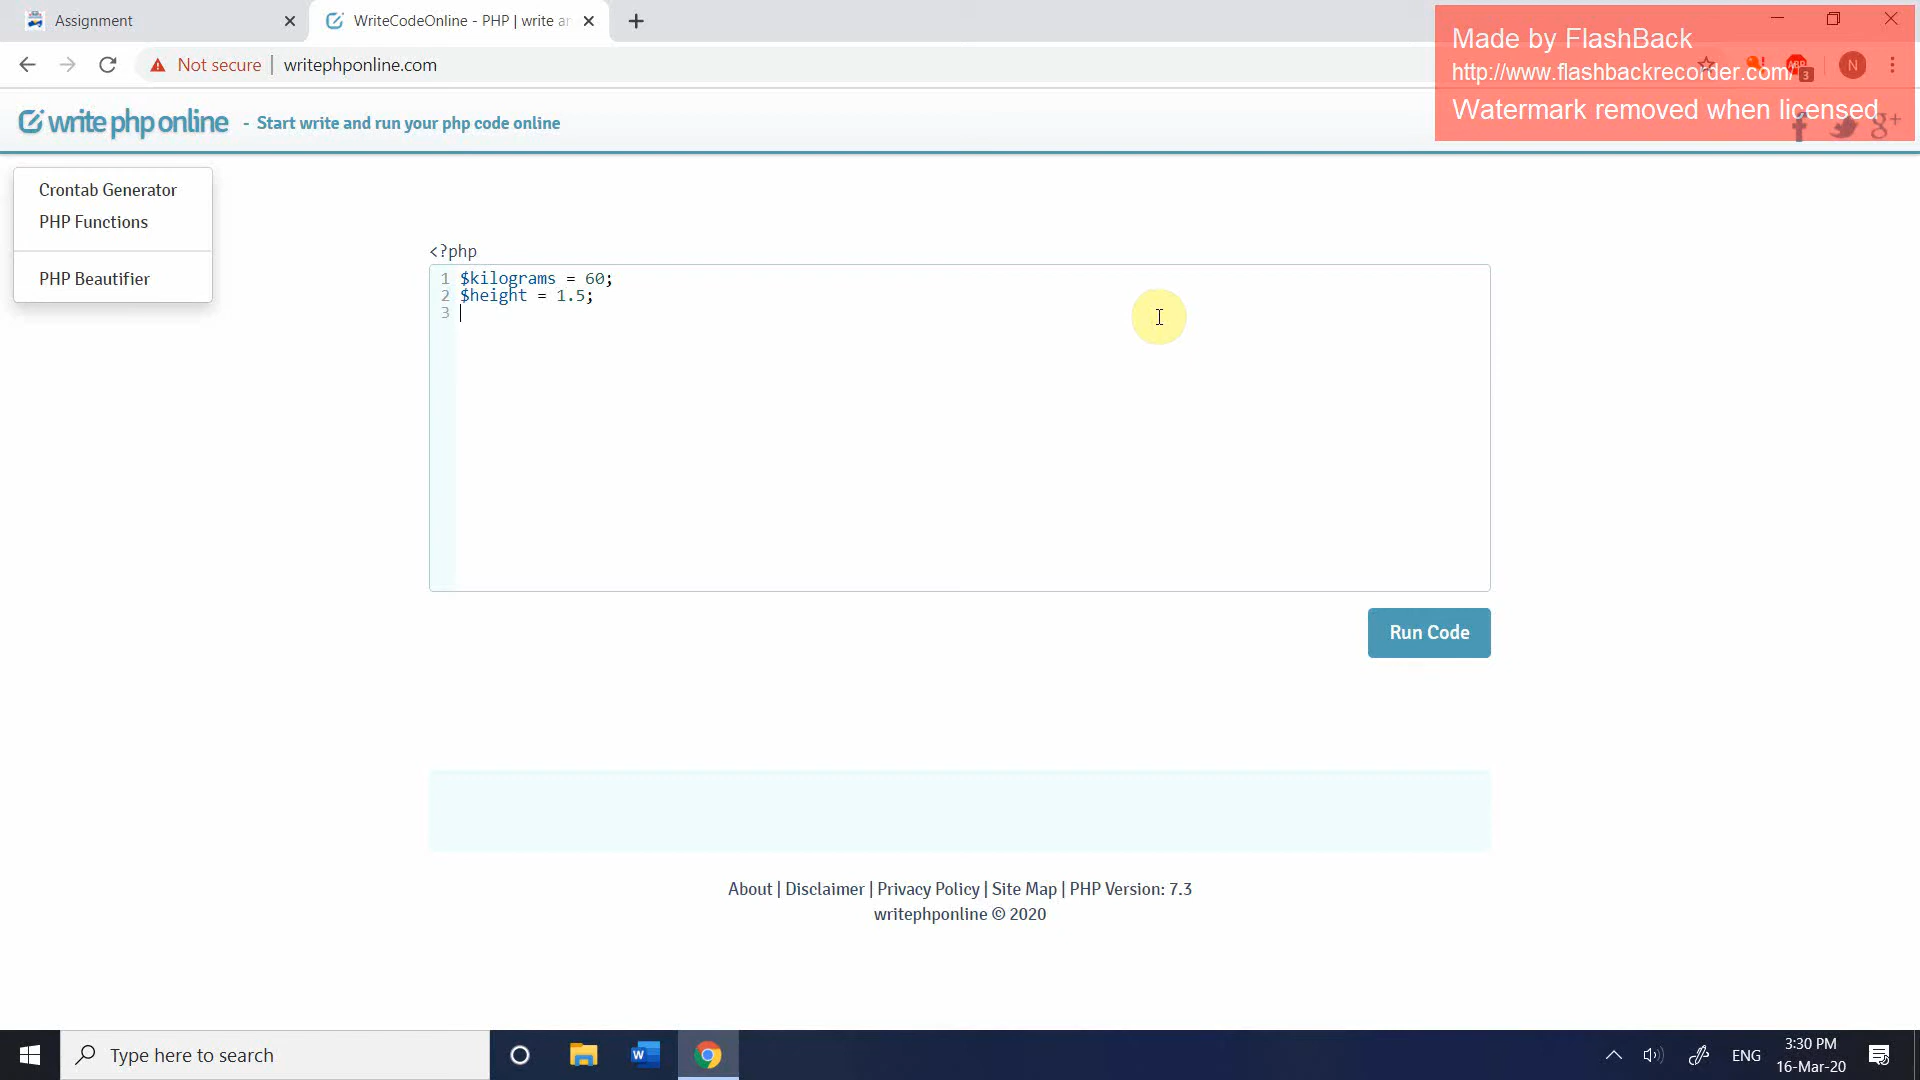 Assignment
WriteCodeOnline - PHP | write an
Not secure | writephponline.com
Made by FlashBack
http://www.flashbackrecorder.com/
Watermark removed when licensed
ABP
3
N
write php online - Start write and run your php code online
g+
Crontab Generator
PHP Functions
PHP Beautifier
<?php
1 $kilograms = 60;
2 $height = 1.5;
3
Run Code
About | Disclaimer | Privacy Policy | Site Map | PHP Version: 7.3
writephponline © 2020
Type here to search
W
ENG
3:30 PM
16-Mar-20